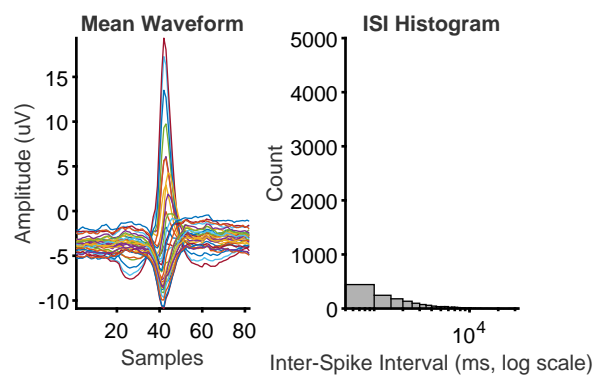 Mean Waveform
Amplitude (uV)
15
10
5
0
-5
-10
20
40
60
80
Samples
ISI Histogram
Count
5000
4000
3000
2000
1000
0
10^4
Inter-Spike Interval (ms, log scale)